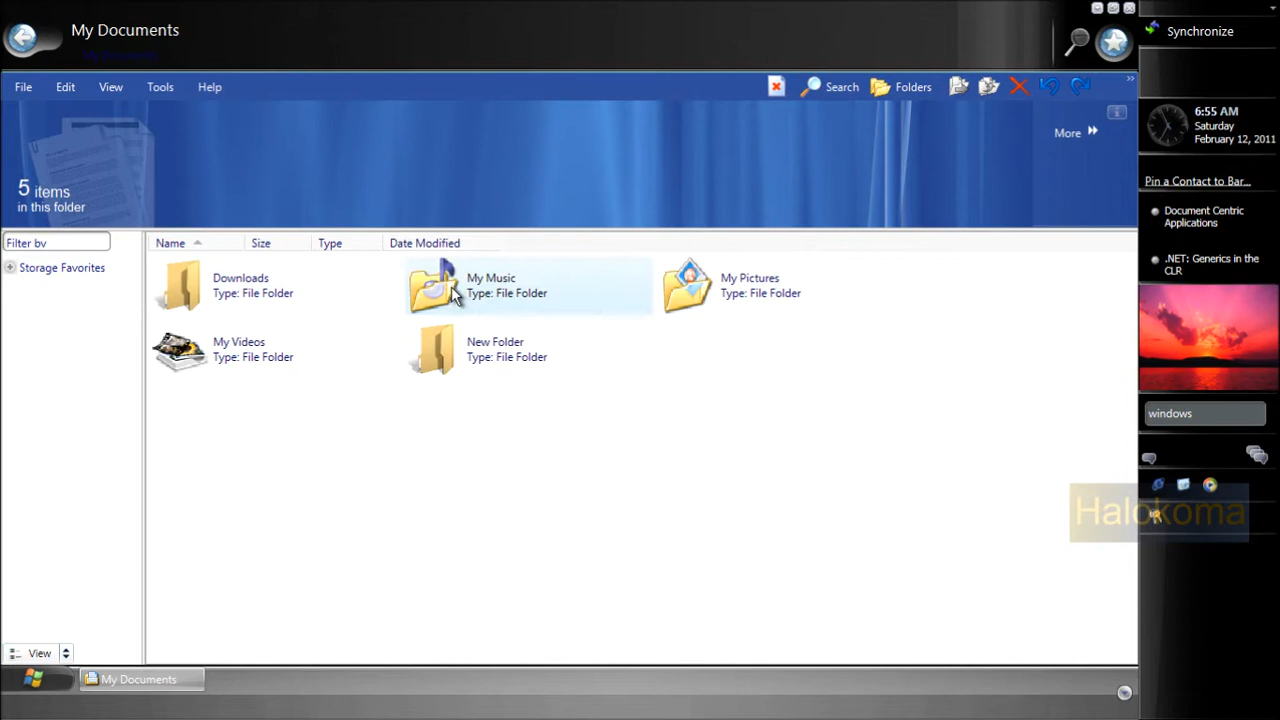 My Documents
My Documents
Synchronize
File Edit View Tools Help
Search Folders
More
6:55 AM
Saturday
February 12, 2011
5 items
in this folder
Pin a Contact to Bar...
Document Centric
Applications
.NET: Generics in the
CLR
Filter by
Name Size Type Date Modified
Storage Favorites
Downloads
Type: File Folder
My Music
Type: File Folder
My Pictures
Type: File Folder
My Videos
Type: File Folder
New Folder
Type: File Folder
windows
Halokoma
View
My Documents